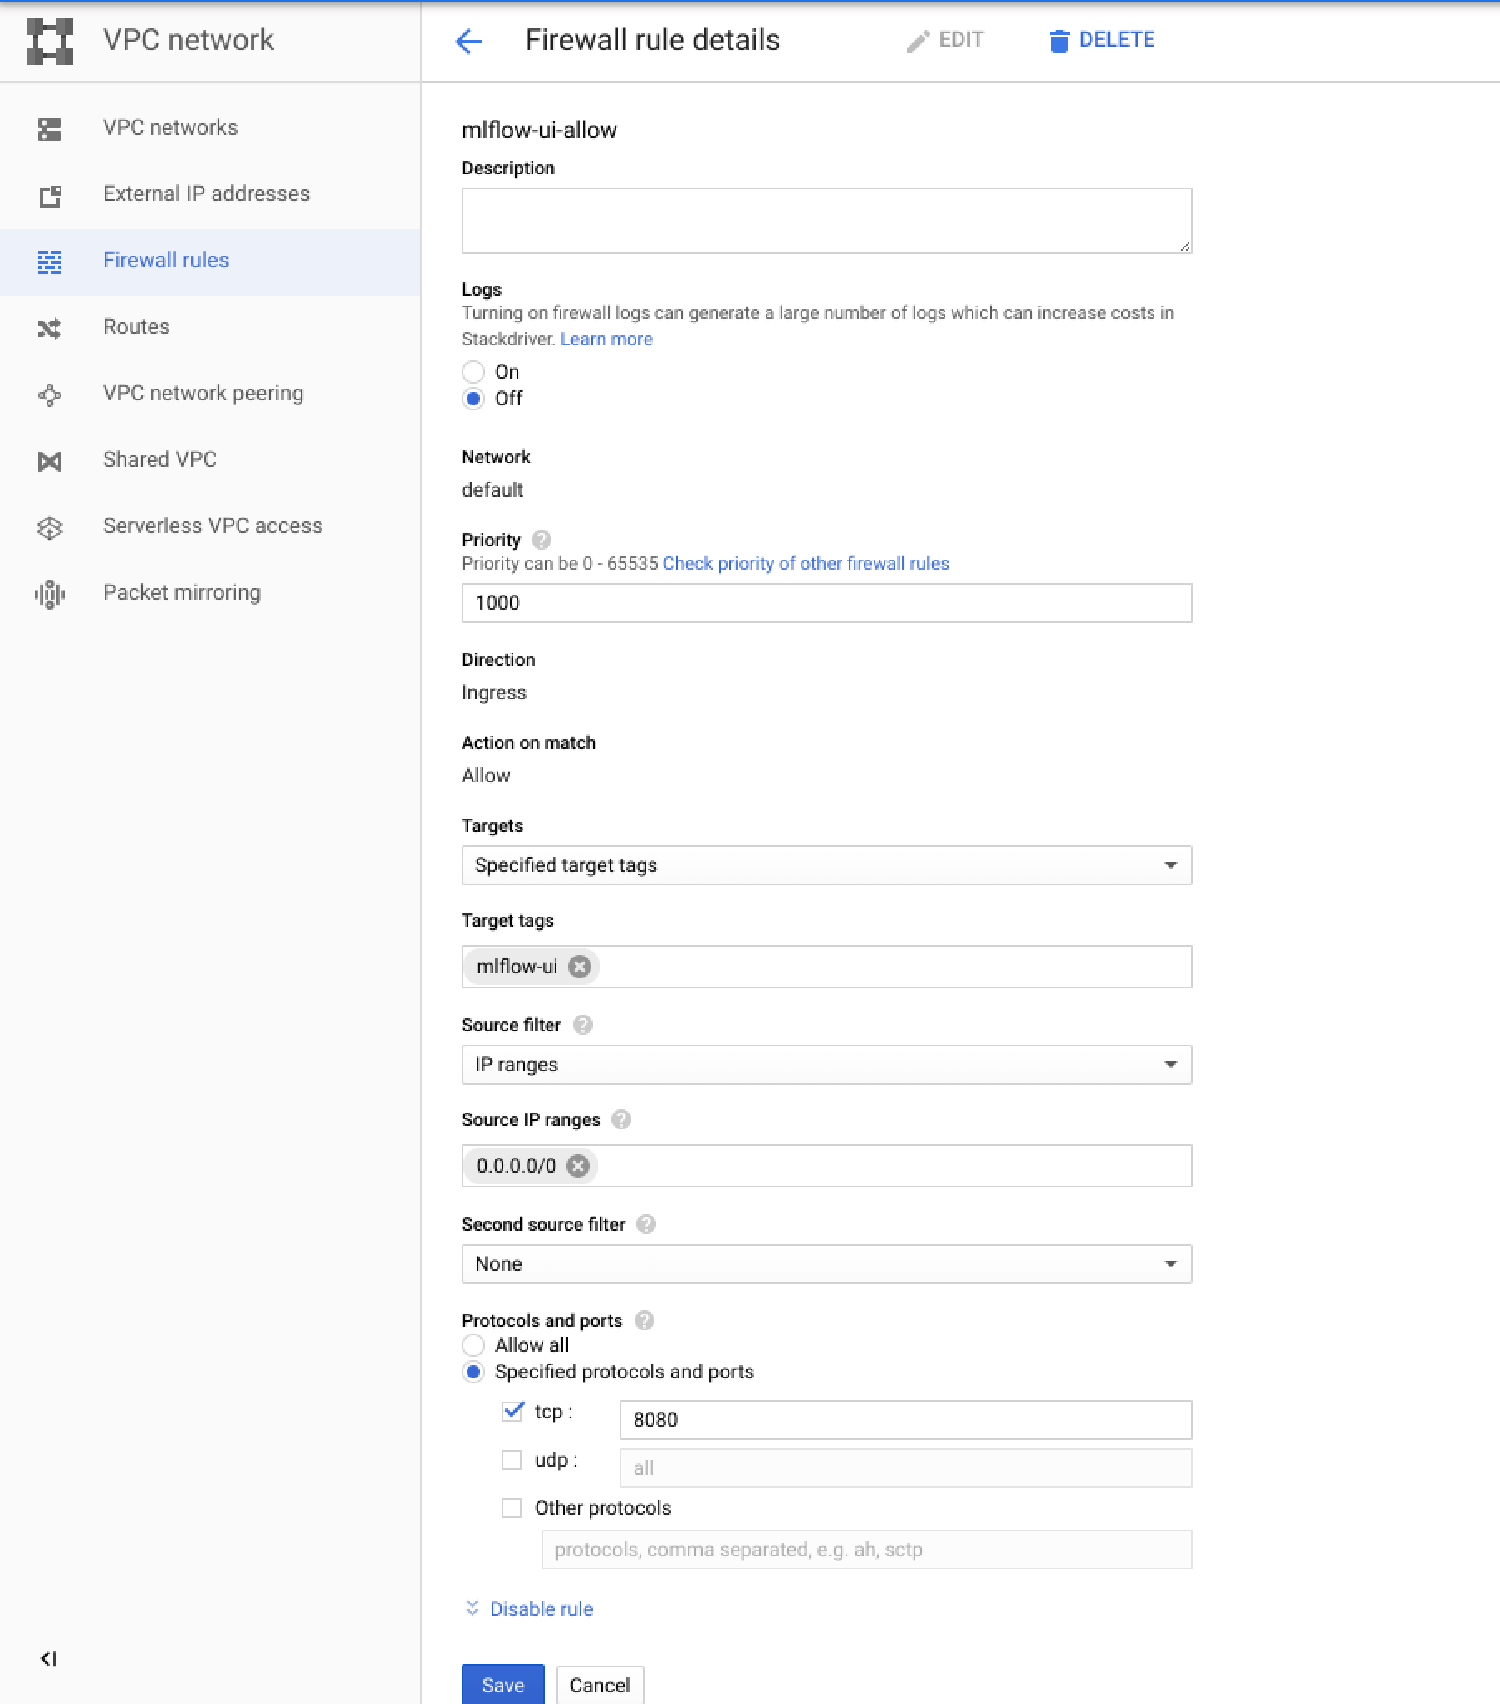 VPC network
Firewall rule details
EDIT
DELETE
VPC networks
External IP addresses
Firewall rules
Routes
VPC network peering
Shared VPC
Serverless VPC access
Packet mirroring
mlflow-ui-allow
Description
Logs
Turning on firewall logs can generate a large number of logs which can increase costs in
Stackdriver. Learn more
On
Off
Network
default
Priority
Priority can be 0 - 65535 Check priority of other firewall rules
1000
Direction
Ingress
Action on match
Allow
Targets
Specified target tags
Target tags
mlflow-ui
Source filter
IP ranges
Source IP ranges
0.0.0.0/0
Second source filter
None
Protocols and ports
Allow all
Specified protocols and ports
tcp :
8080
udp :
all
Other protocols
protocols, comma separated, e.g. ah, sctp
Disable rule
Save
Cancel